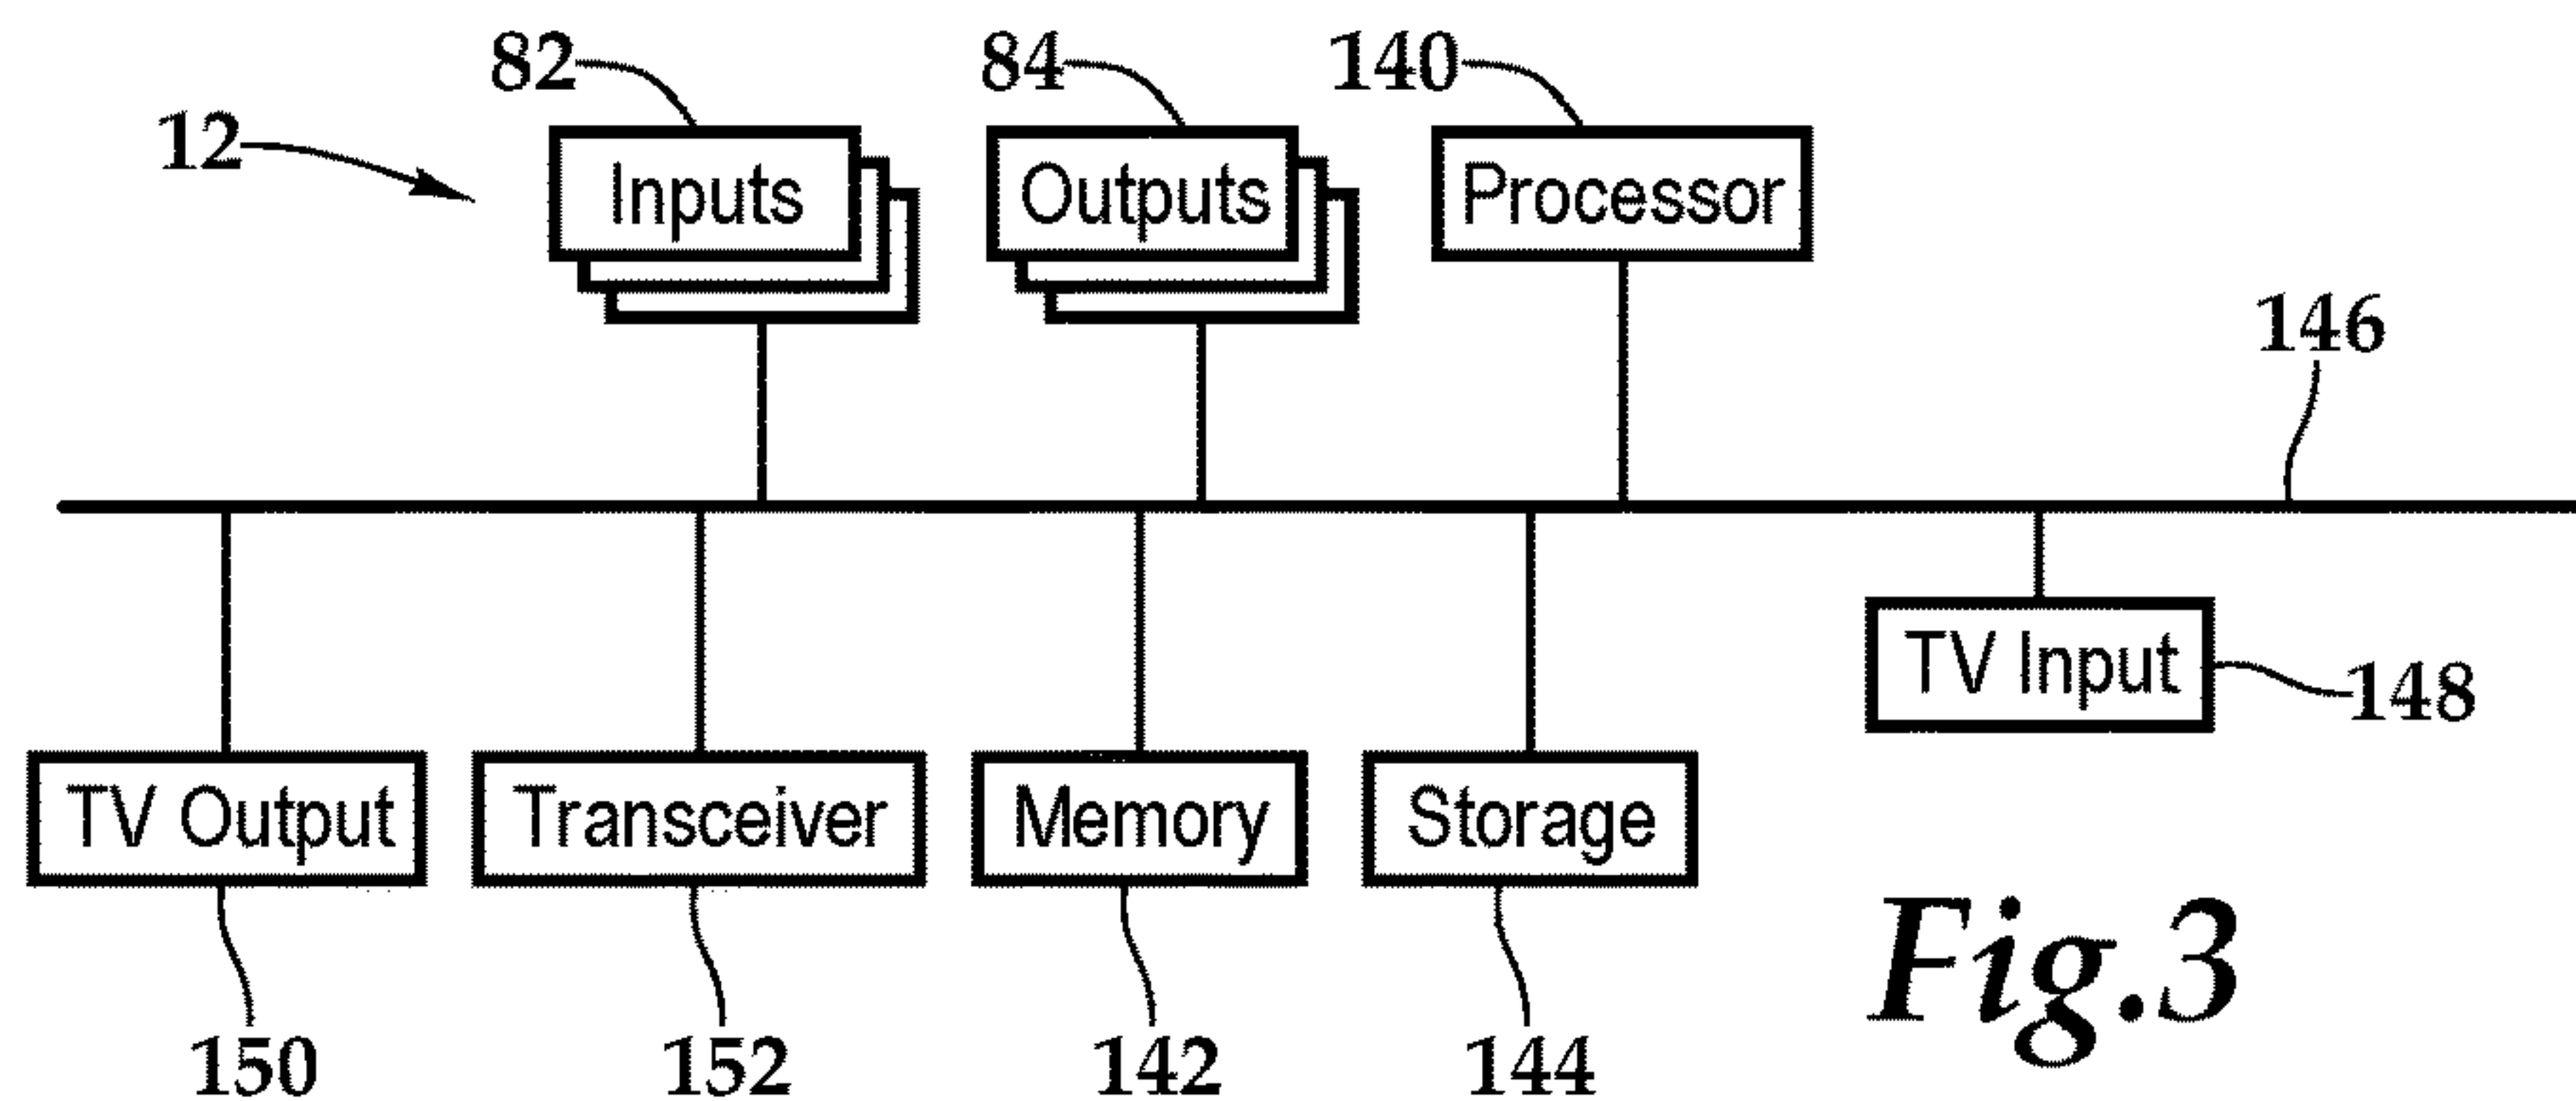 82
84
140
12
Inputs
Outputs
Processor
146
TV Input
148
TV Output
Transceiver
Memory
Storage
150
152
142
144
Fig.3